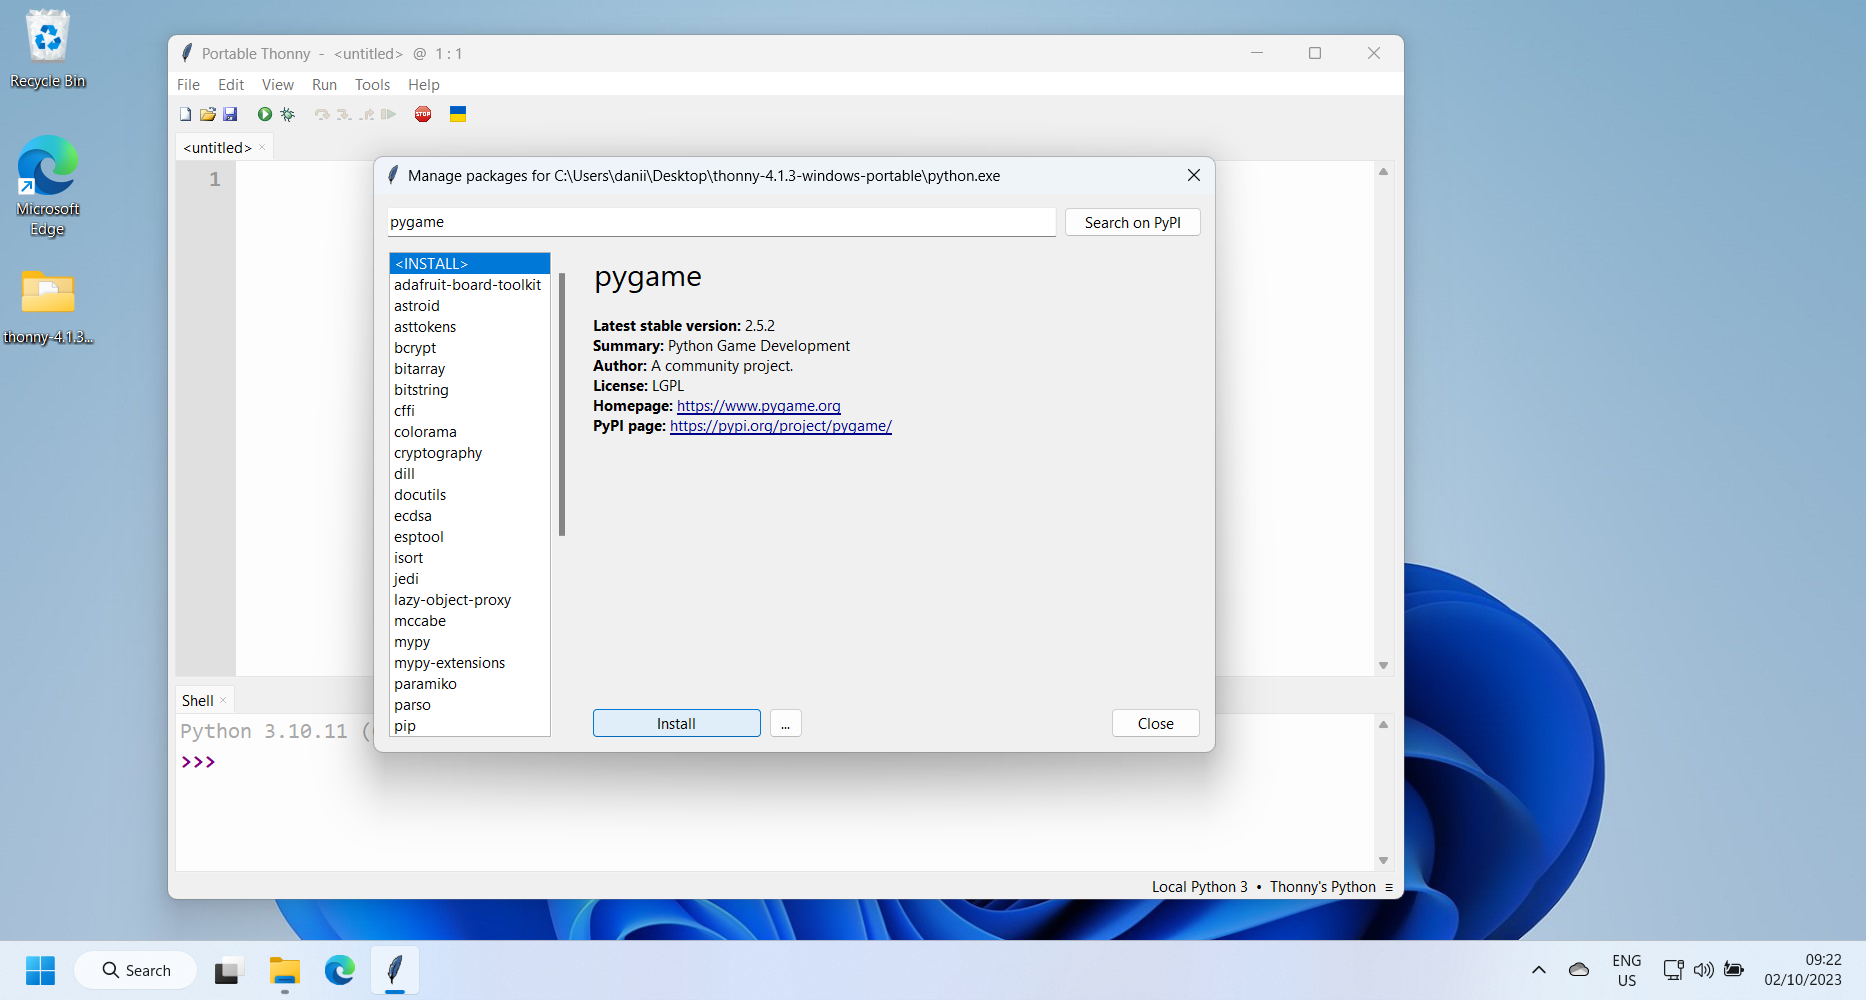 Recycle Bin
Microsoft
Edge
thonny-4.1.3...
Portable Thonny - <untitled> @ 1 : 1
File Edit View Run Tools Help
STOP
<untitled> ×
1
Manage packages for C:\Users\danii\Desktop\thonny-4.1.3-windows-portable\python.exe
pygame
Search on PyPI
<INSTALL>
adafruit-board-toolkit
astroid
asttokens
bcrypt
bitarray
bitstring
cffi
colorama
cryptography
dill
docutils
ecdsa
esptool
isort
jedi
lazy-object-proxy
mccabe
mypy
mypy-extensions
paramiko
parso
pip
pygame
Latest stable version: 2.5.2
Summary: Python Game Development
Author: A community project.
License: LGPL
Homepage: https://www.pygame.org
PyPI page: https://pypi.org/project/pygame/
Install
...
Close
Shell ×
Python 3.10.11 (
>>>
Local Python 3 • Thonny's Python ≡
Search
ENG
US
09:22
02/10/2023